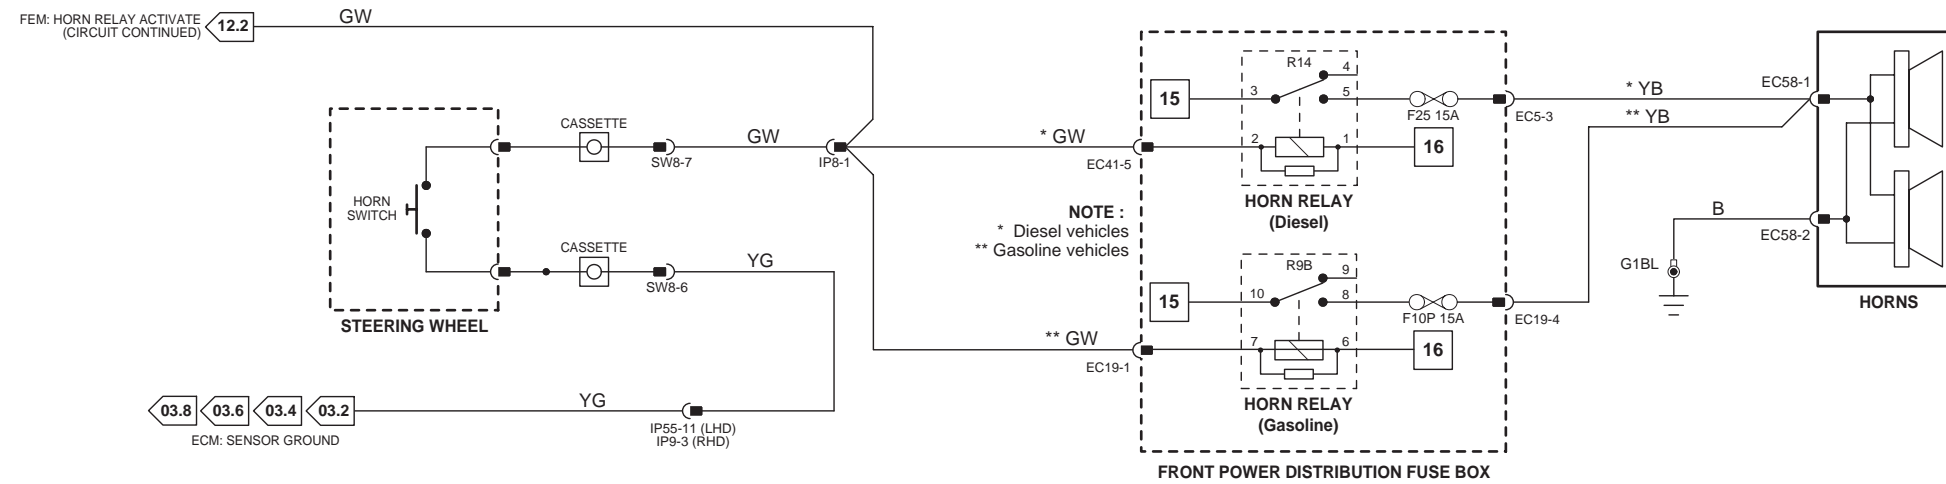 FEM: HORN RELAY ACTIVATE
(CIRCUIT CONTINUED)
12.2
GW
STEERING WHEEL
HORN
SWITCH
CASSETTE
SW8-7
GW
IP8-1
CASSETTE
SW8-6
YG
03.8
03.6
03.4
03.2
ECM: SENSOR GROUND
YG
IP55-11 (LHD)
IP9-3 (RHD)
* GW
EC41-5
NOTE :
* Diesel vehicles
** Gasoline vehicles
** GW
EC19-1
15
R14
3
4
5
2
1
F25 15A
16
EC5-3
HORN RELAY
(Diesel)
15
R9B
10
9
8
7
6
F10P 15A
16
EC19-4
HORN RELAY
(Gasoline)
FRONT POWER DISTRIBUTION FUSE BOX
* YB
** YB
EC58-1
B
EC58-2
G1BL
HORNS